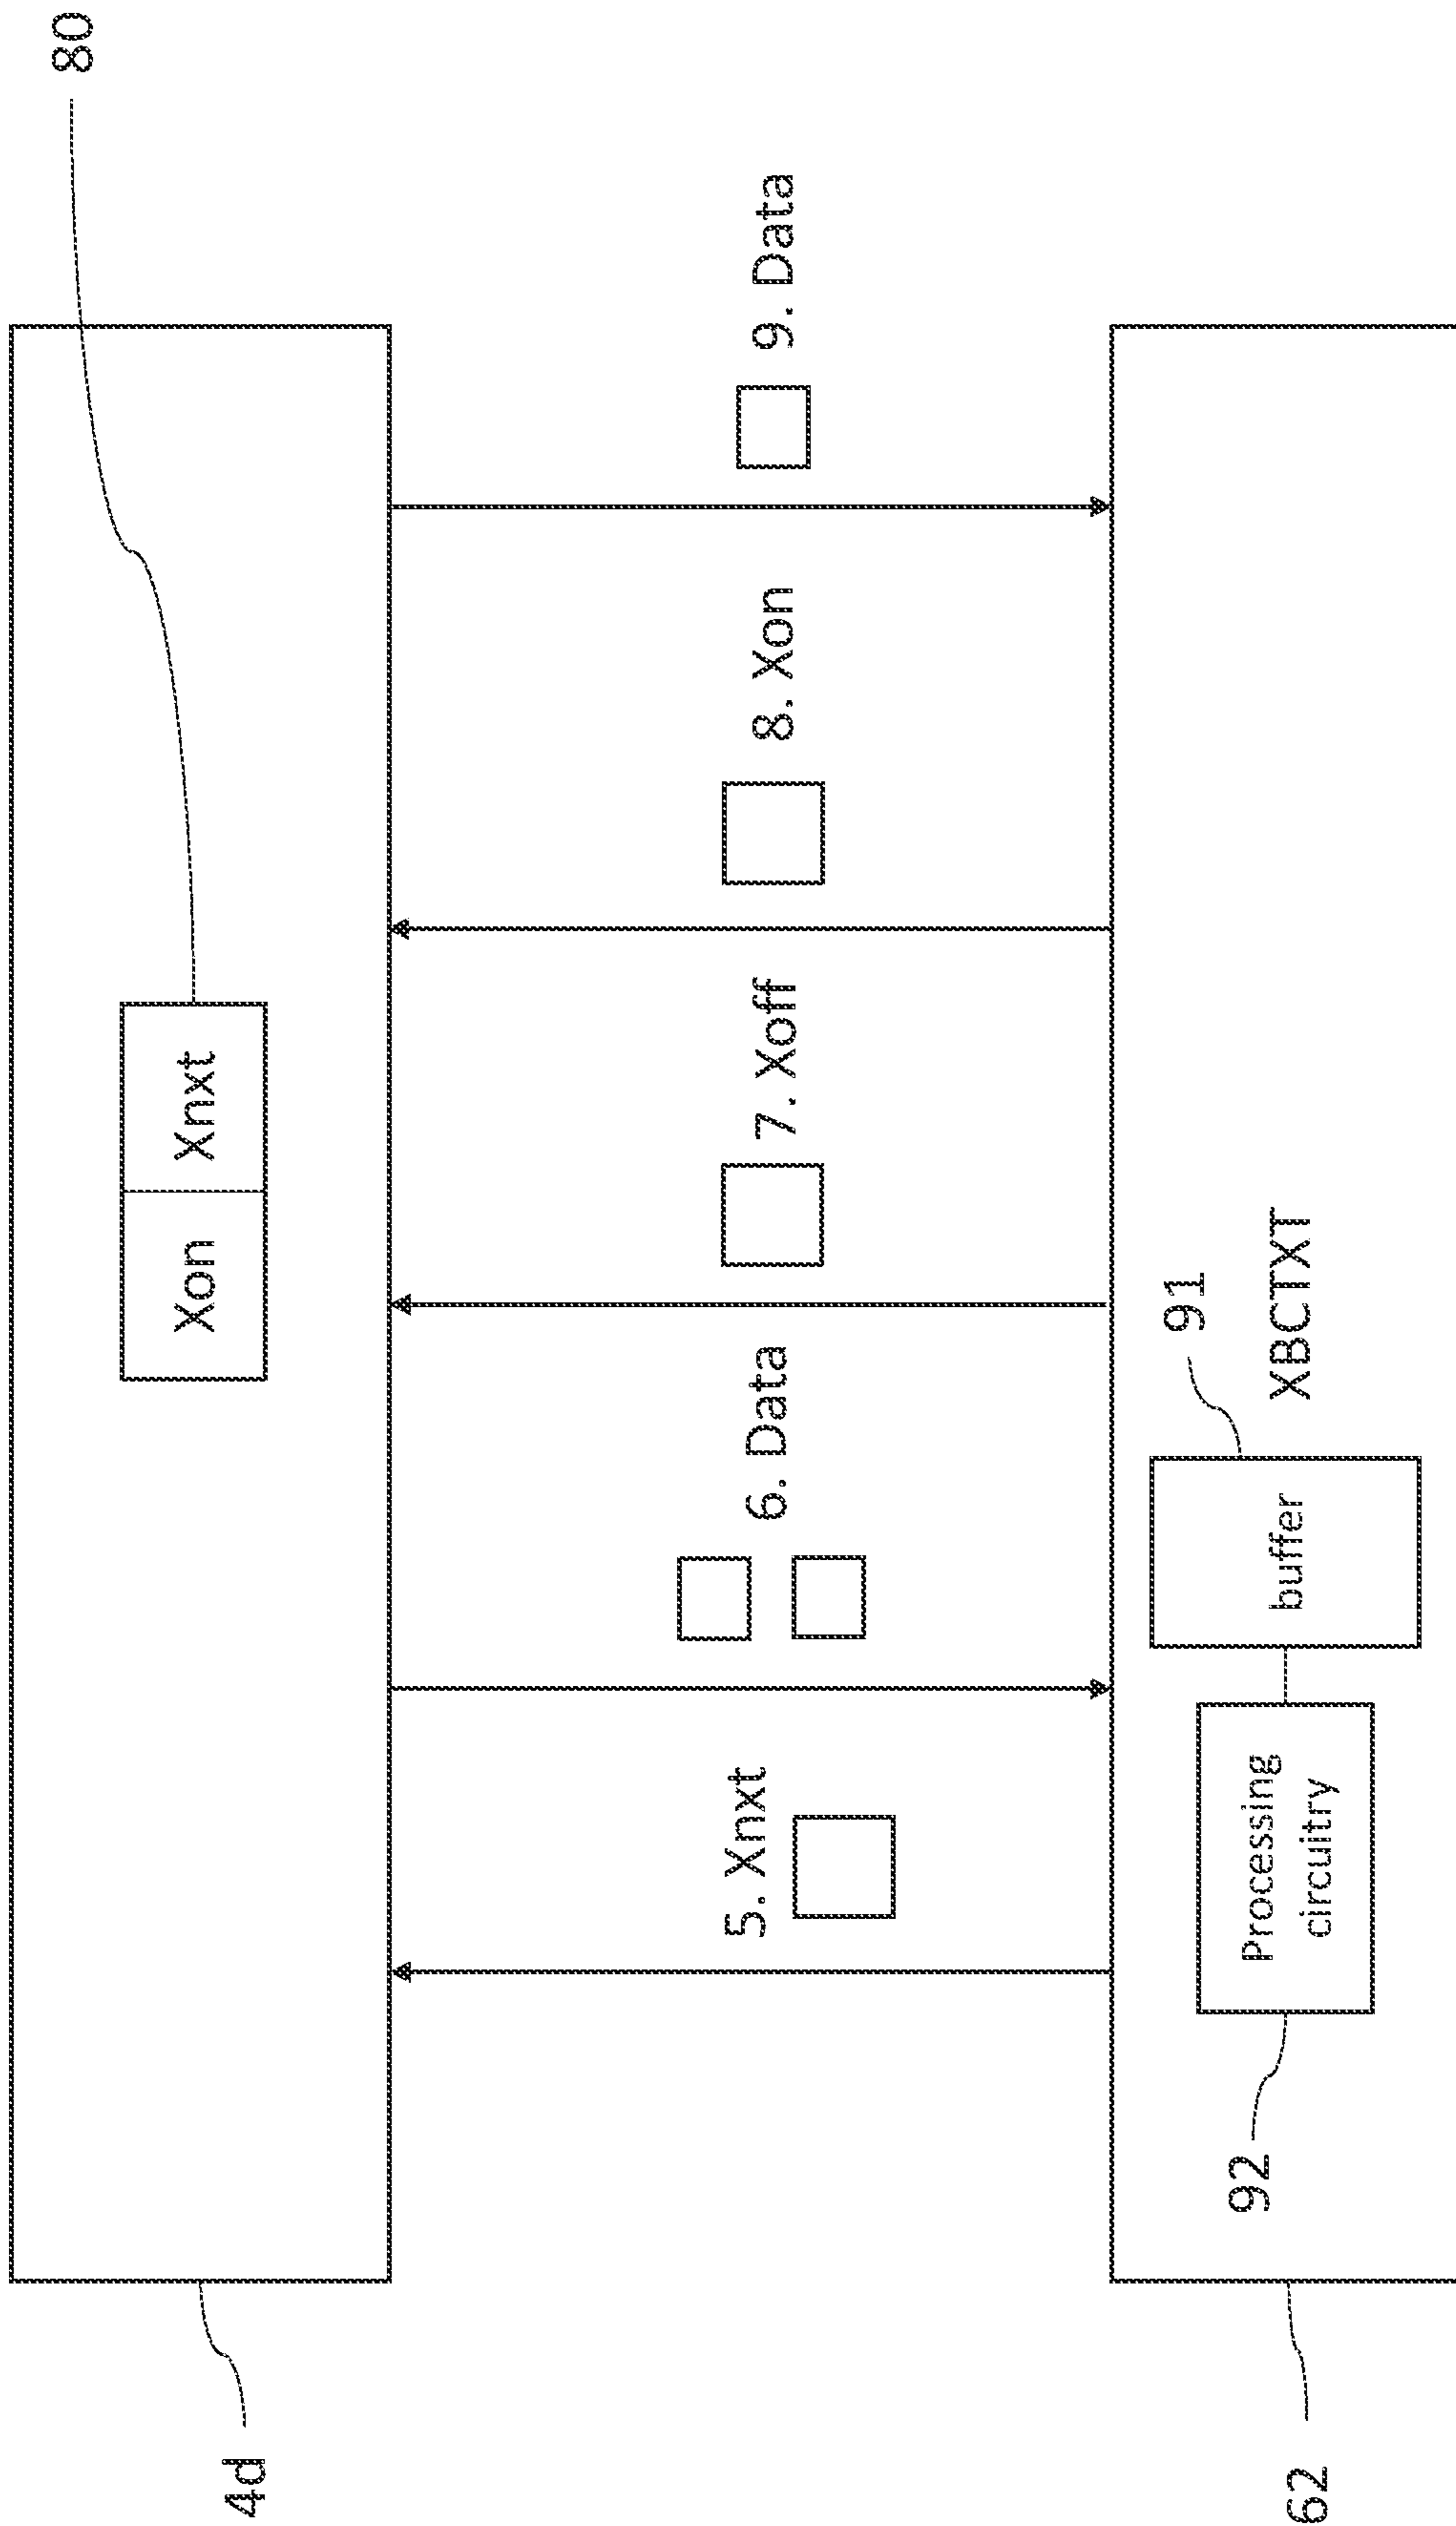 80
4d
Xon
Xnxt
5. Xnxt
6. Data
7. Xoff
8. Xon
9. Data
62
92
Processing
circuitry
buffer
91
XBCTXT